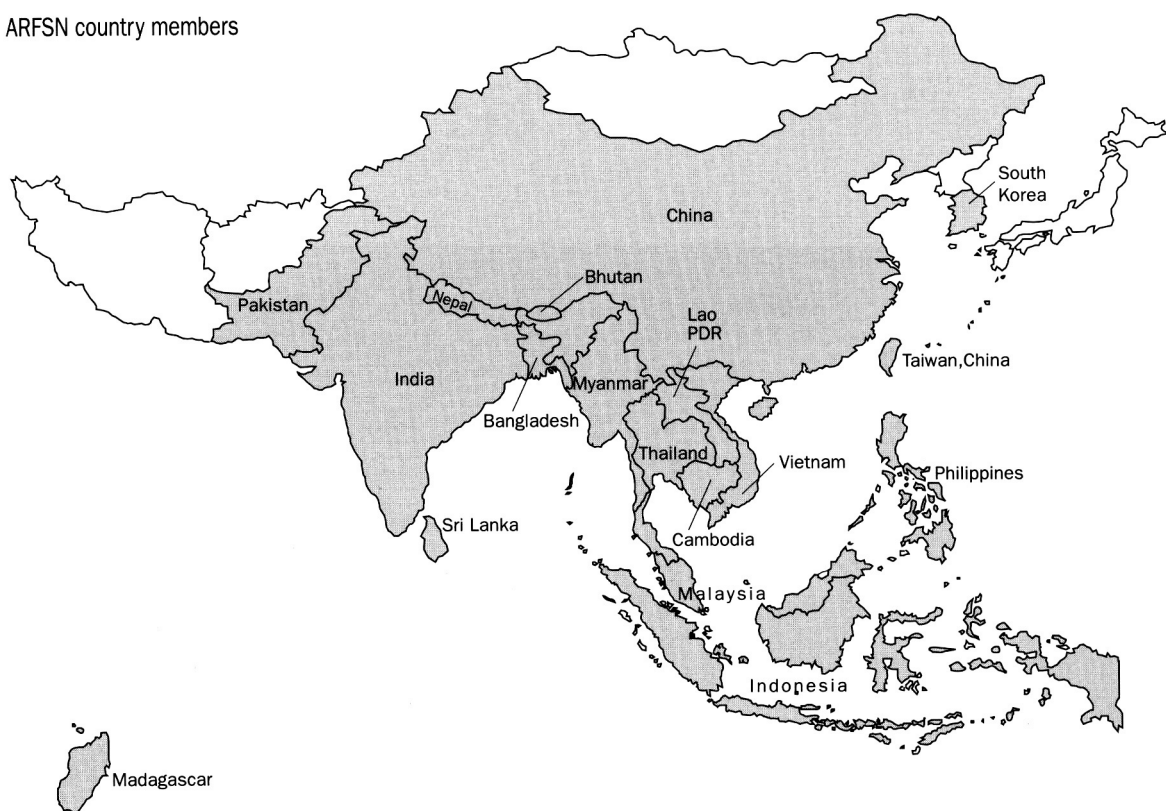 ARFSN country members
South
Korea
China
Bhutan
Nepal
Pakistan
Lao
PDR
Taiwan,China
India
Myanmar
Bangladesh
Thailand
Vietnam
Philippines
Sri Lanka
Cambodia
Malaysia
Indonesia
Madagascar